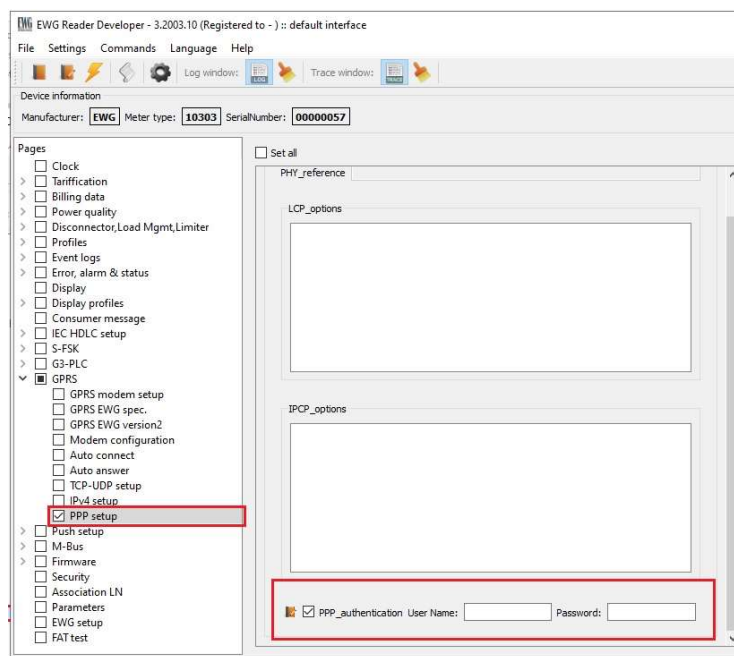 EWG Reader Developer - 3.2003.10 (Registered to - ) :: default interface
File Settings Commands Language Help
Log window: LOG Trace window: TRACE
Device information
Manufacturer: EWG Meter type: 10303 SerialNumber: 00000057
Pages
Clock
Tariffication
Billing data
Power quality
Disconnector,Load Mgmt,Limiter
Profiles
Event logs
Error, alarm & status
Display
Display profiles
Consumer message
IEC HDLC setup
S-FSK
G3-PLC
GPRS
GPRS modem setup
GPRS EWG spec.
GPRS EWG version2
Modem configuration
Auto connect
Auto answer
TCP-UDP setup
IPv4 setup
PPP setup
Push setup
M-Bus
Firmware
Security
Association LN
Parameters
EWG setup
FAT test
Set all
PHY_reference
LCP_options
IPCP_options
PPP_authentication User Name: Password: